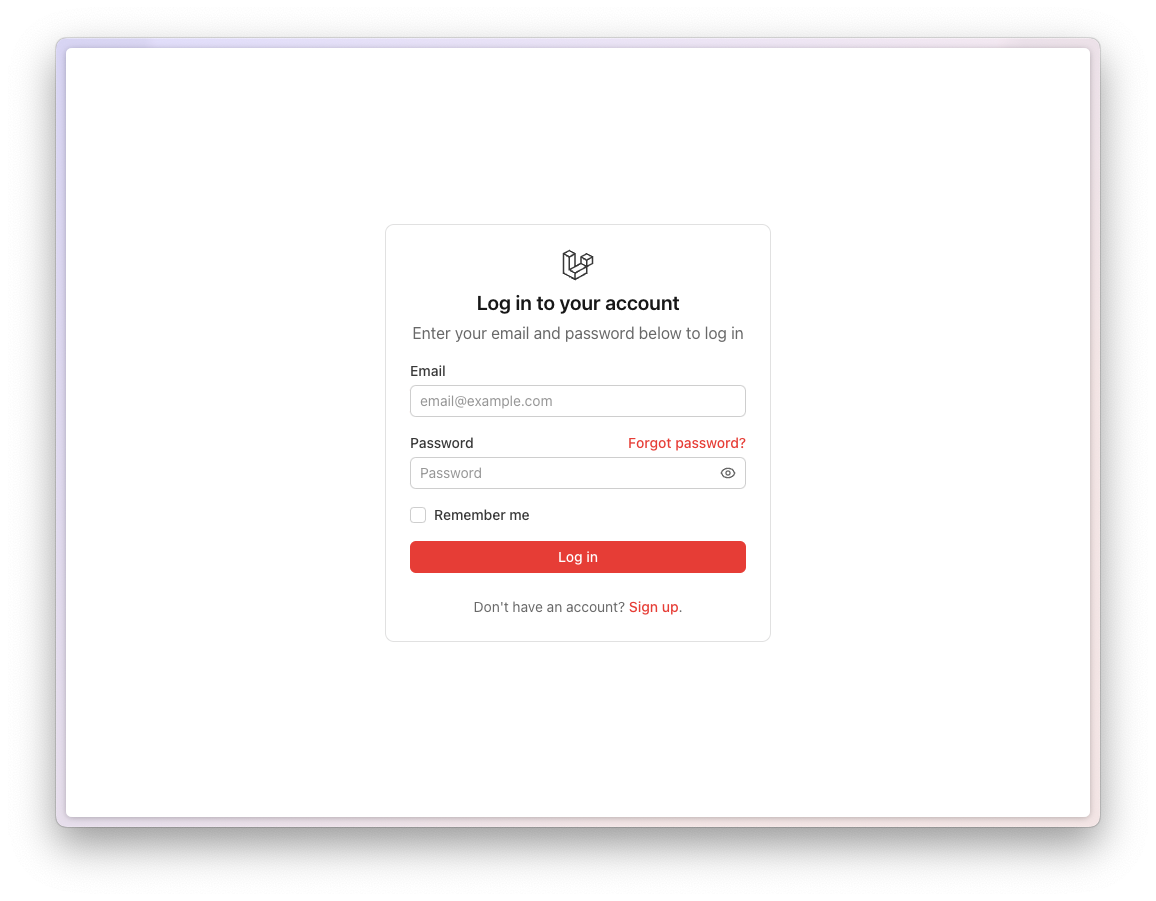 Log in to your account
Enter your email and password below to log in
Email
email@example.com
Password Forgot password?
Password
Remember me
Log in
Don't have an account? Sign up.